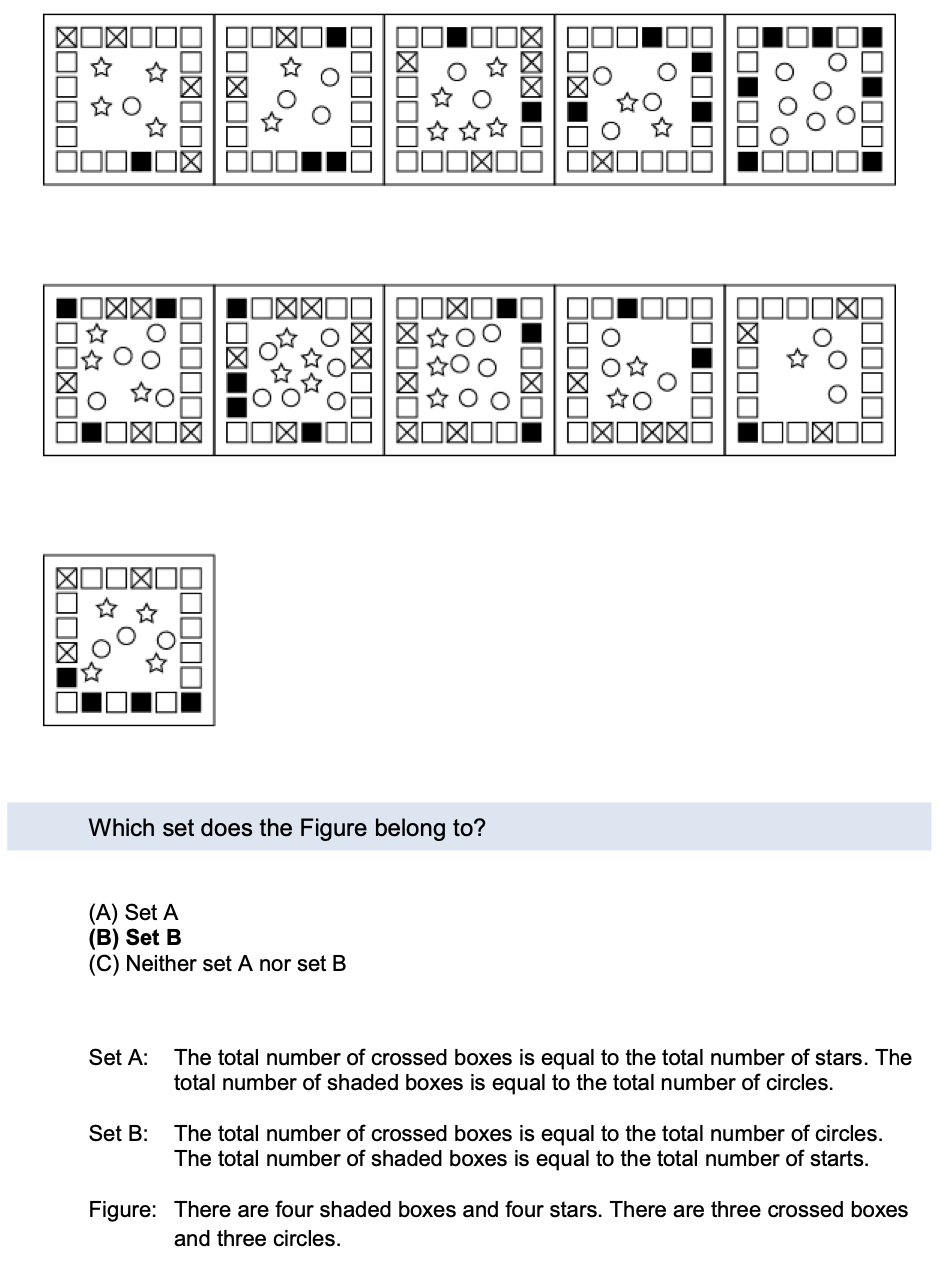 Which set does the Figure belong to?
(A) Set A
(B) Set B
(C) Neither set A nor set B
Set A: The total number of crossed boxes is equal to the total number of stars. The
total number of shaded boxes is equal to the total number of circles.
Set B: The total number of crossed boxes is equal to the total number of circles.
The total number of shaded boxes is equal to the total number of starts.
Figure: There are four shaded boxes and four stars. There are three crossed boxes
and three circles.